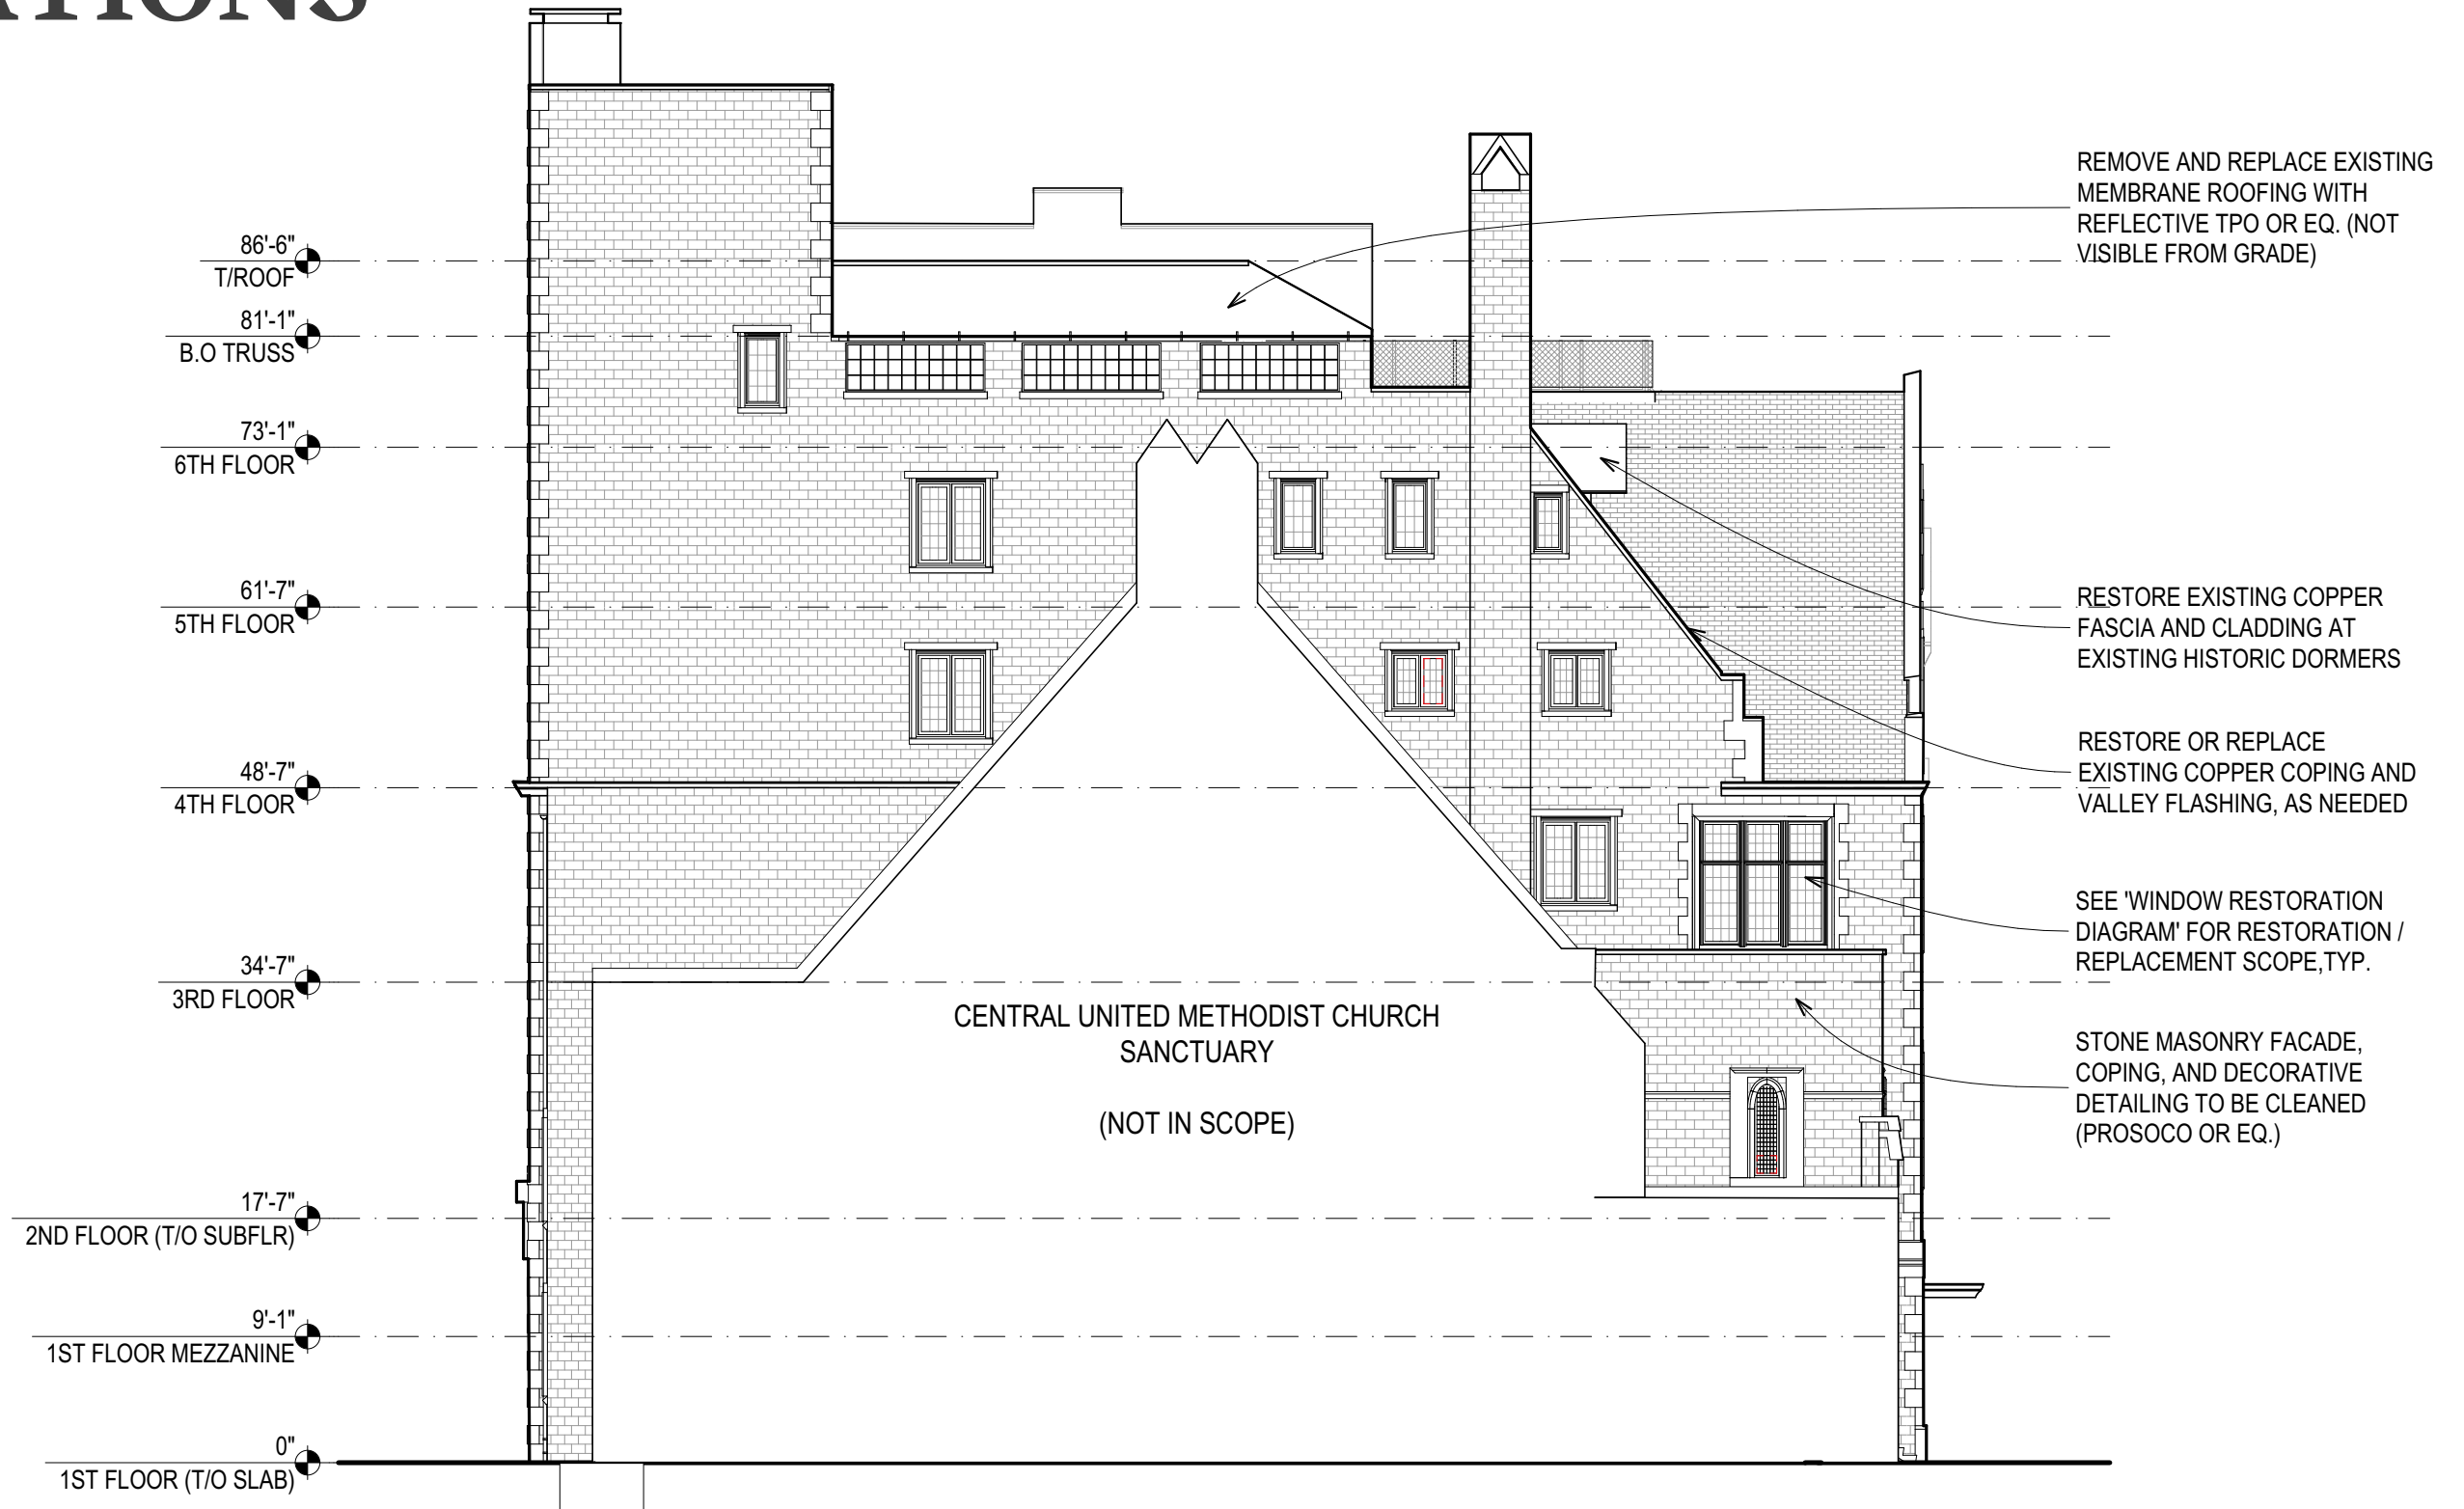 ATIONS
86'-6"
T/ROOF
81'-1"
B.O TRUSS
73'-1"
6TH FLOOR
61'-7"
5TH FLOOR
48'-7"
4TH FLOOR
34'-7"
3RD FLOOR
17'-7"
2ND FLOOR (T/O SUBFLR)
9'-1"
1ST FLOOR MEZZANINE
0"
1ST FLOOR (T/O SLAB)
CENTRAL UNITED METHODIST CHURCH
SANCTUARY
(NOT IN SCOPE)
REMOVE AND REPLACE EXISTING
MEMBRANE ROOFING WITH
REFLECTIVE TPO OR EQ. (NOT
VISIBLE FROM GRADE)
RESTORE EXISTING COPPER
FASCIA AND CLADDING AT
EXISTING HISTORIC DORMERS
RESTORE OR REPLACE
EXISTING COPPER COPING AND
VALLEY FLASHING, AS NEEDED
SEE 'WINDOW RESTORATION
DIAGRAM' FOR RESTORATION /
REPLACEMENT SCOPE,TYP.
STONE MASONRY FACADE,
COPING, AND DECORATIVE
DETAILING TO BE CLEANED
(PROSOCO OR EQ.)